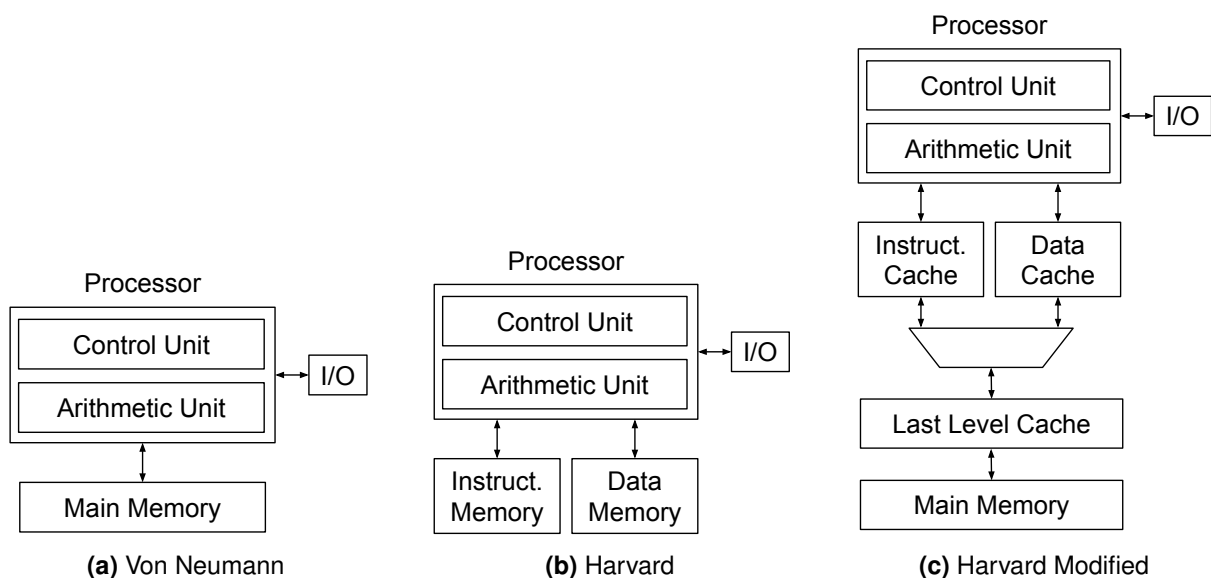 Processor
Control Unit
Arithmetic Unit
I/O
Main Memory
(a) Von Neumann
Processor
Control Unit
Arithmetic Unit
I/O
Instruct.
Memory
Data
Memory
(b) Harvard
Processor
Control Unit
Arithmetic Unit
I/O
Instruct.
Cache
Data
Cache
Last Level Cache
Main Memory
(c) Harvard Modified